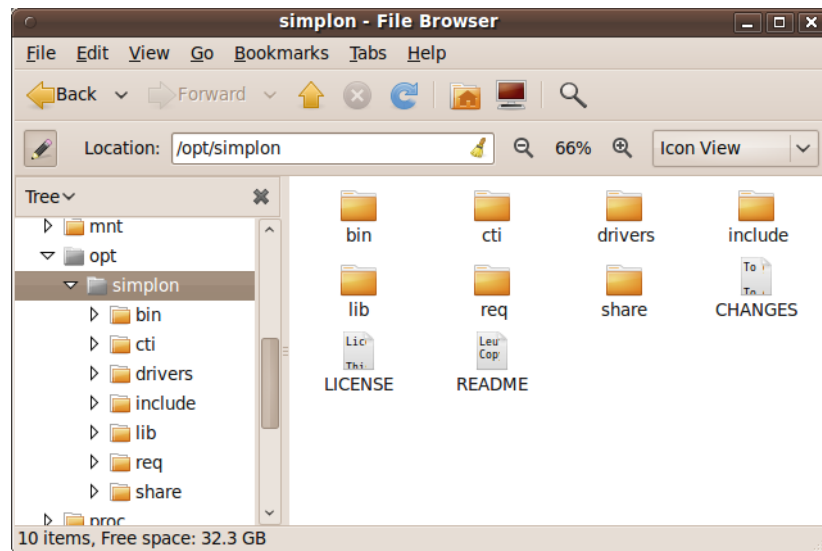 simplon - File Browser
File Edit View Go Bookmarks Tabs Help
Back Forward
Location: /opt/simplon 66% Icon View
Tree
mnt
opt
simplon
bin
cti
drivers
include
lib
req
share
proc
bin cti drivers include
lib req share CHANGES
LICENSE README
10 items, Free space: 32.3 GB